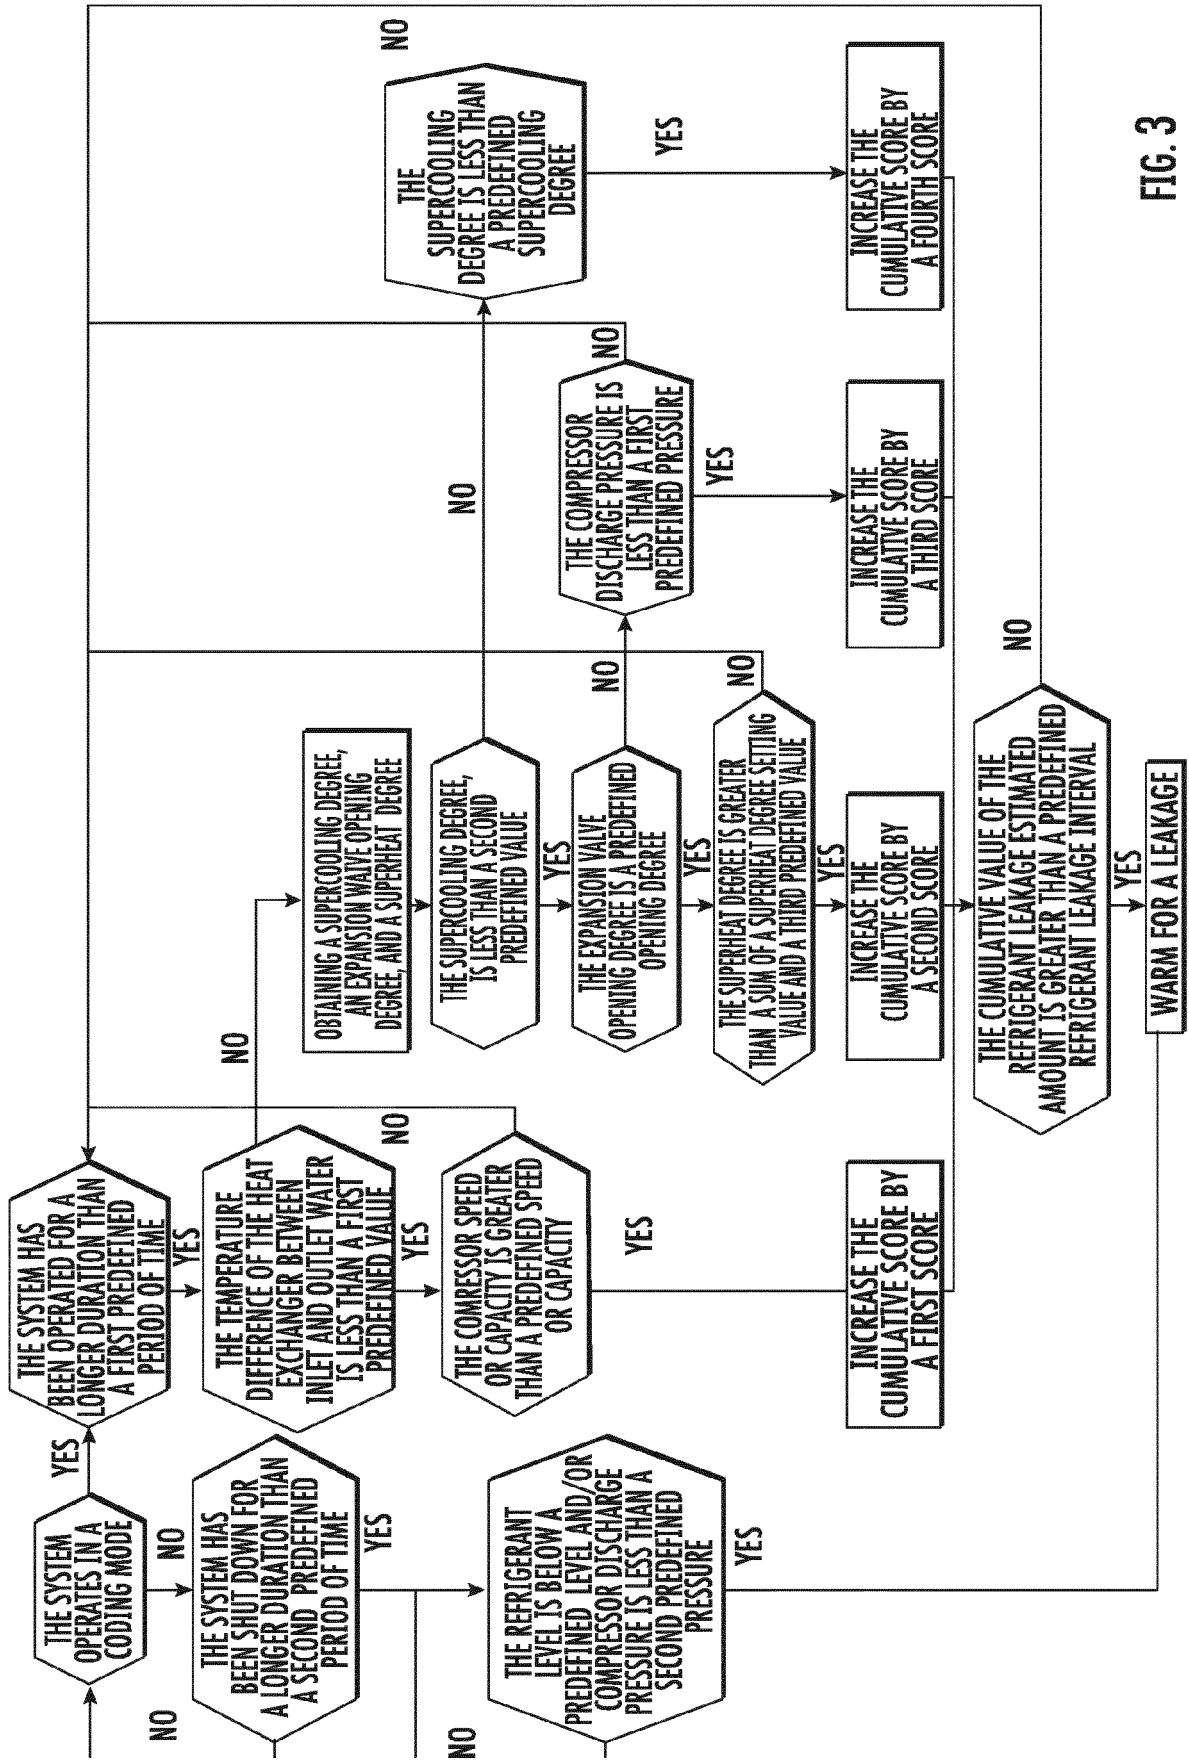 THE SYSTEM
OPERATES IN A
CODING MODE
YES
NO
THE SYSTEM HAS
BEEN OPERATED FOR A
LONGER DURATION THAN
A FIRST PREDEFINED
PERIOD OF TIME
YES
THE SYSTEM HAS
BEEN SHUT DOWN FOR
A LONGER DURATION THAN
A SECOND PREDEFINED
PERIOD OF TIME
NO
YES
THE TEMPERATURE
DIFFERENCE OF THE HEAT
EXCHANGER BETWEEN
INLET AND OUTLET WATER
IS LESS THAN A FIRST
PREDEFINED VALUE
NO
YES
THE COMRESSOR SPEED
OR CAPACITY IS GREATER
THAN A PREDEFINED SPEED
OR CAPACITY
NO
YES
THE REFRIGERANT
LEVEL IS BELOW A
PREDEFINED LEVEL AND/OR
COMPRESSOR DISCHARGE
PRESSURE IS LESS THAN A
SECOND PREDEFINED
PRESSURE
NO
YES
OBTAINING A SUPERCOOLING DEGREE,
AN EXPANSION WAIVE OPENING
DEGREE, AND A SUPERHEAT DEGREE
THE SUPERCOOLING DEGREE,
IS LESS THAN A SECOND
PREDEFINED VALUE
NO
YES
THE EXPANSION VALVE
OPENING DEGREE IS A PREDEFINED
OPENING DEGREE
NO
YES
THE SUPERHEAT DEGREE IS GREATER
THAN A SUM OF A SUPERHEAT DEGREE SETTING
VALUE AND A THIRD PREDEFINED VALUE
NO
YES
THE COMPRESSOR
DISCHARGE PRESSURE IS
LESS THAN A FIRST
PREDEFINED PRESSURE
NO
YES
THE
SUPERCOOLING
DEGREE IS LESS THAN
A PREDEFINED
SUPERCOOLING
DEGREE
NO
YES
INCREASE THE
CUMULATIVE SCORE BY
A FIRST SCORE
INCREASE THE
CUMULATIVE SCORE BY
A SECOND SCORE
INCREASE THE
CUMULATIVE SCORE BY
A THIRD SCORE
INCREASE THE
CUMULATIVE SCORE BY
A FOURTH SCORE
THE CUMULATIVE VALUE OF THE
REFRIGERANT LEAKAGE ESTIMATED
AMOUNT IS GREATER THAN A PREDEFINED
REFRIGERANT LEAKAGE INTERVAL
NO
YES
WARM FOR A LEAKAGE
FIG. 3